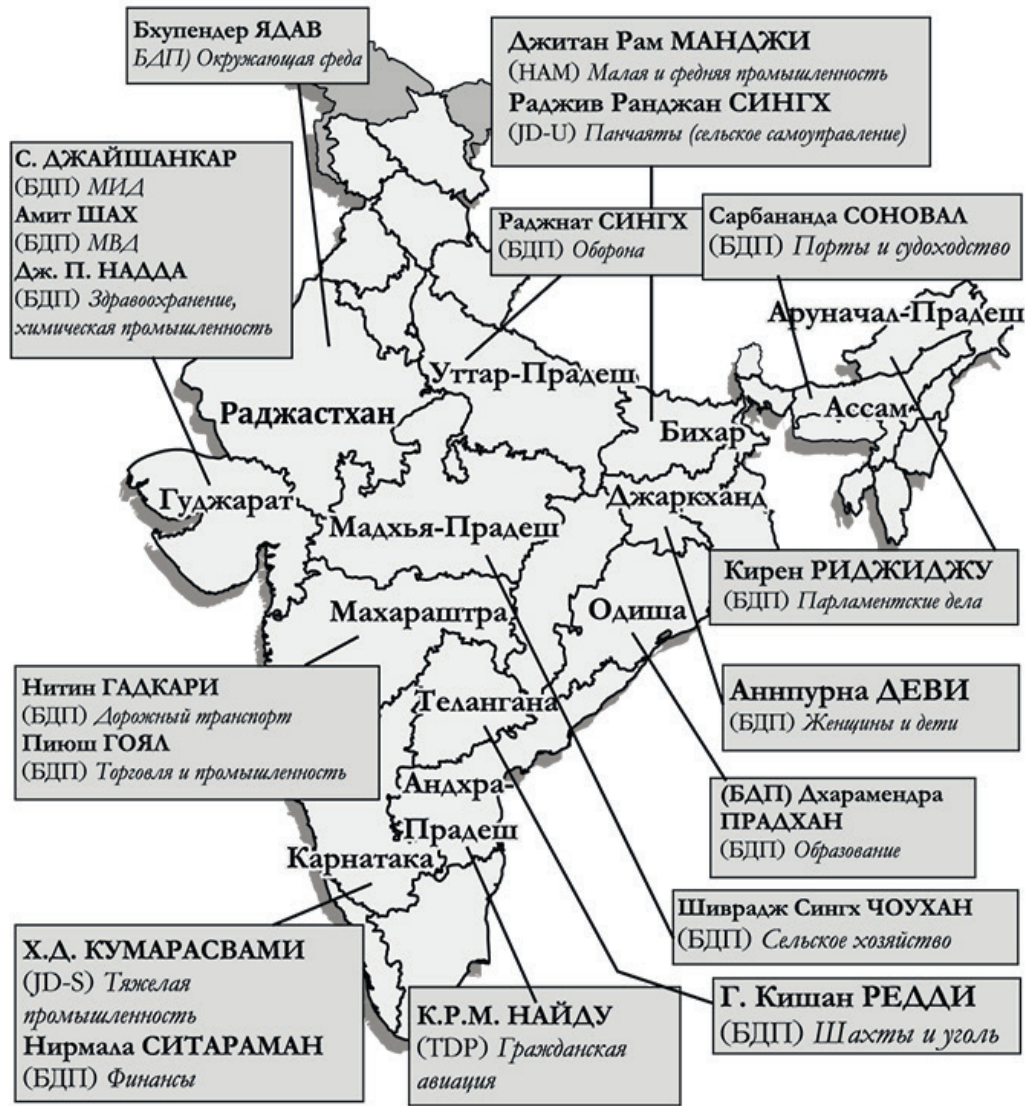 Бхупендер ЯДАВ
БДП) Окружающая среда
Джитан Рам МАНДЖИ
(HAM) Малая и средняя промышленность
Раджив Ранджан СИНГХ
(JD-U) Панчаяты (сельское самоуправление)
С. ДЖАЙШАНКАР
(БДП) МИД
Амит ШАХ
(БДП) МВД
Дж. П. НАДДА
(БДП) Здравоохранение,
химическая промышленность
Раджнат СИНГХ
(БДП) Оборона
Сарбананда СОНОВАЛ
(БДП) Порты и судоходство
Аруначал-Прадеш
Уттар-Прадеш
Раджастхан
Ассам
Бихар
Гуджарат
Джаркханд
Мадхья-Прадеш
Кирен РИДЖИДЖУ
(БДП) Парламентские дела
Махараштра
Одиша
Нитин ГАДКАРИ
(БДП) Дорожный транспорт
Пиюш ГОЯЛ
(БДП) Торговля и промышленность
Телангана
Аннпурна ДЕВИ
(БДП) Женщины и дети
Андхра-
Прадеш
(БДП) Дхарамендра
ПРАДХАН
(БДП) Образование
Карнатака
Шиврадж Сингх ЧОУХАН
(БДП) Сельское хозяйство
Х.Д. КУМАРАСВАМИ
(JD-S) Тяжелая
промышленность
Нирмала СИТАРАМАН
(БДП) Финансы
К.Р.М. НАЙДУ
(TDP) Гражданская
авиация
Г. Кишан РЕДДИ
(БДП) Шахты и уголь